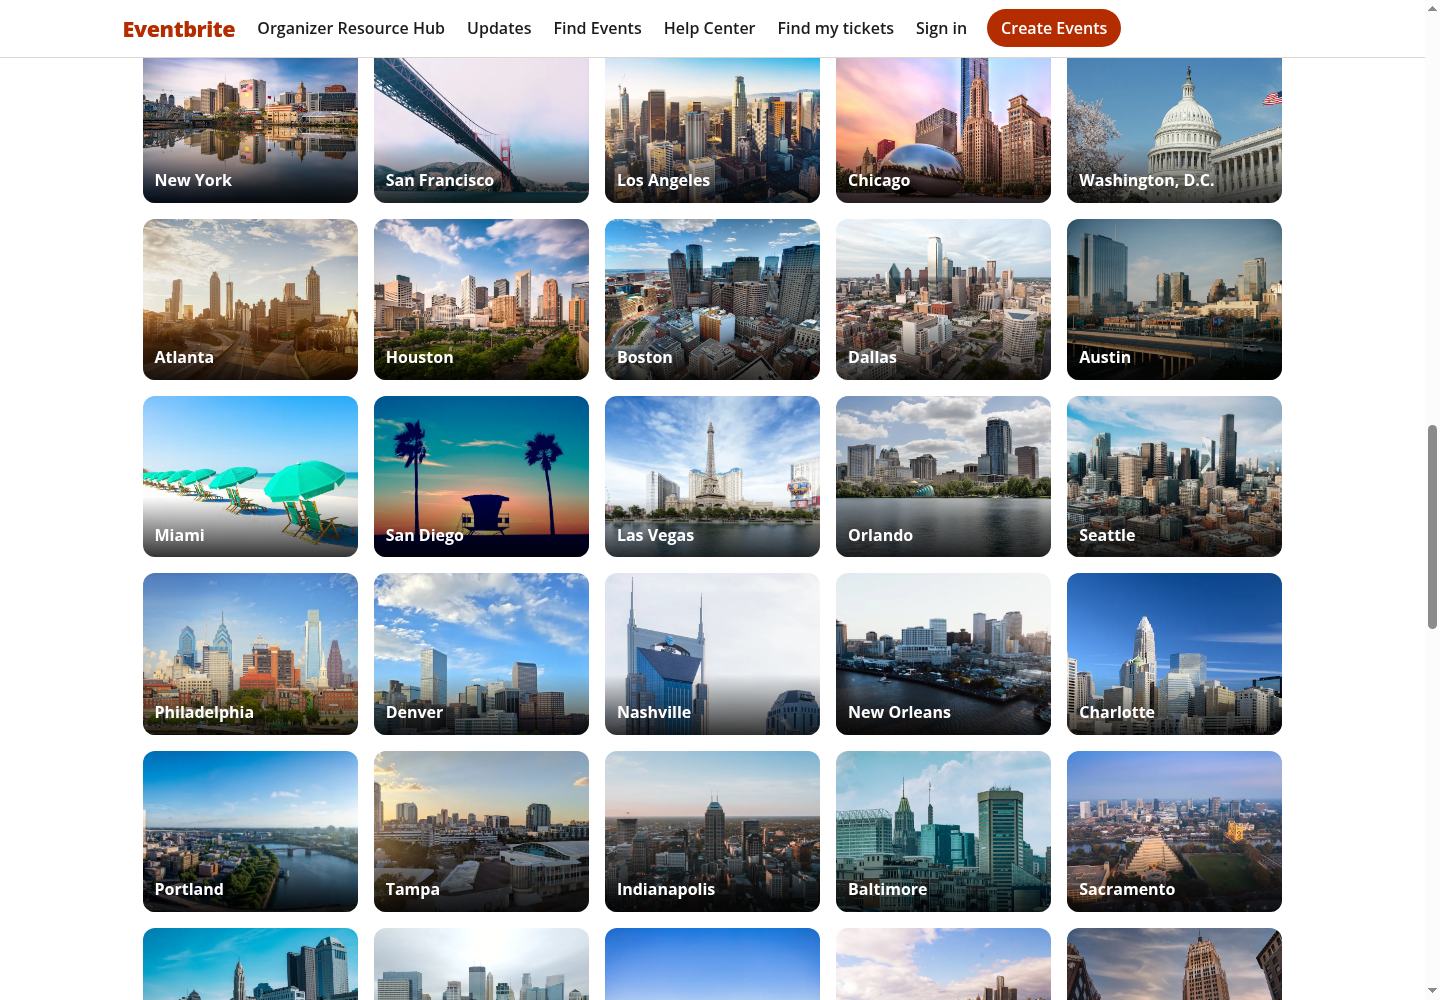 Eventbrite
Organizer Resource Hub
Updates
Find Events
Help Center
Find my tickets
Sign in
Create Events
New York
San Francisco
Los Angeles
Chicago
Washington, D.C.
Atlanta
Houston
Boston
Dallas
Austin
Miami
San Diego
Las Vegas
Orlando
Seattle
Philadelphia
Denver
Nashville
New Orleans
Charlotte
Portland
Tampa
Indianapolis
Baltimore
Sacramento